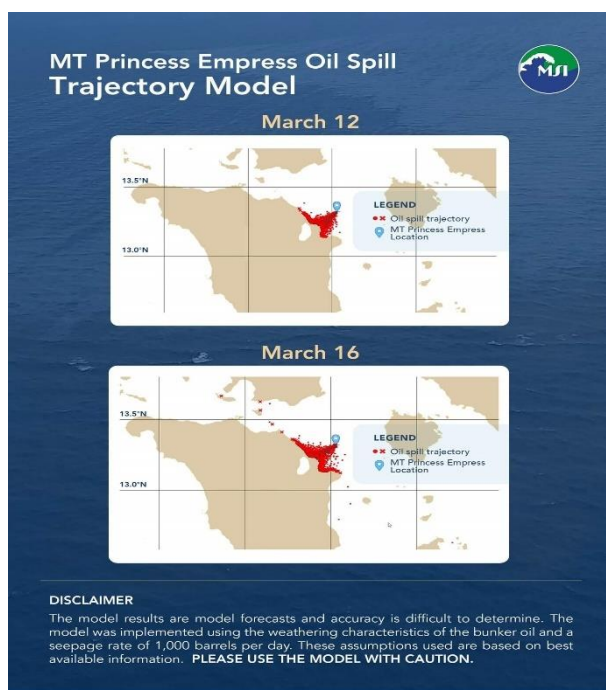 MT Princess Empress Oil Spill
Trajectory Model
MSI
March 12
13.5°N
13.0°N
LEGEND
Oil spill trajectory
MT Princess Empress
Location
March 16
13.5°N
13.0°N
LEGEND
Oil spill trajectory
MT Princess Empress
Location
DISCLAIMER
The model results are model forecasts and accuracy is difficult to determine. The
model was implemented using the weathering characteristics of the bunker oil and a
seepage rate of 1,000 barrels per day. These assumptions used are based on best
available information. PLEASE USE THE MODEL WITH CAUTION.